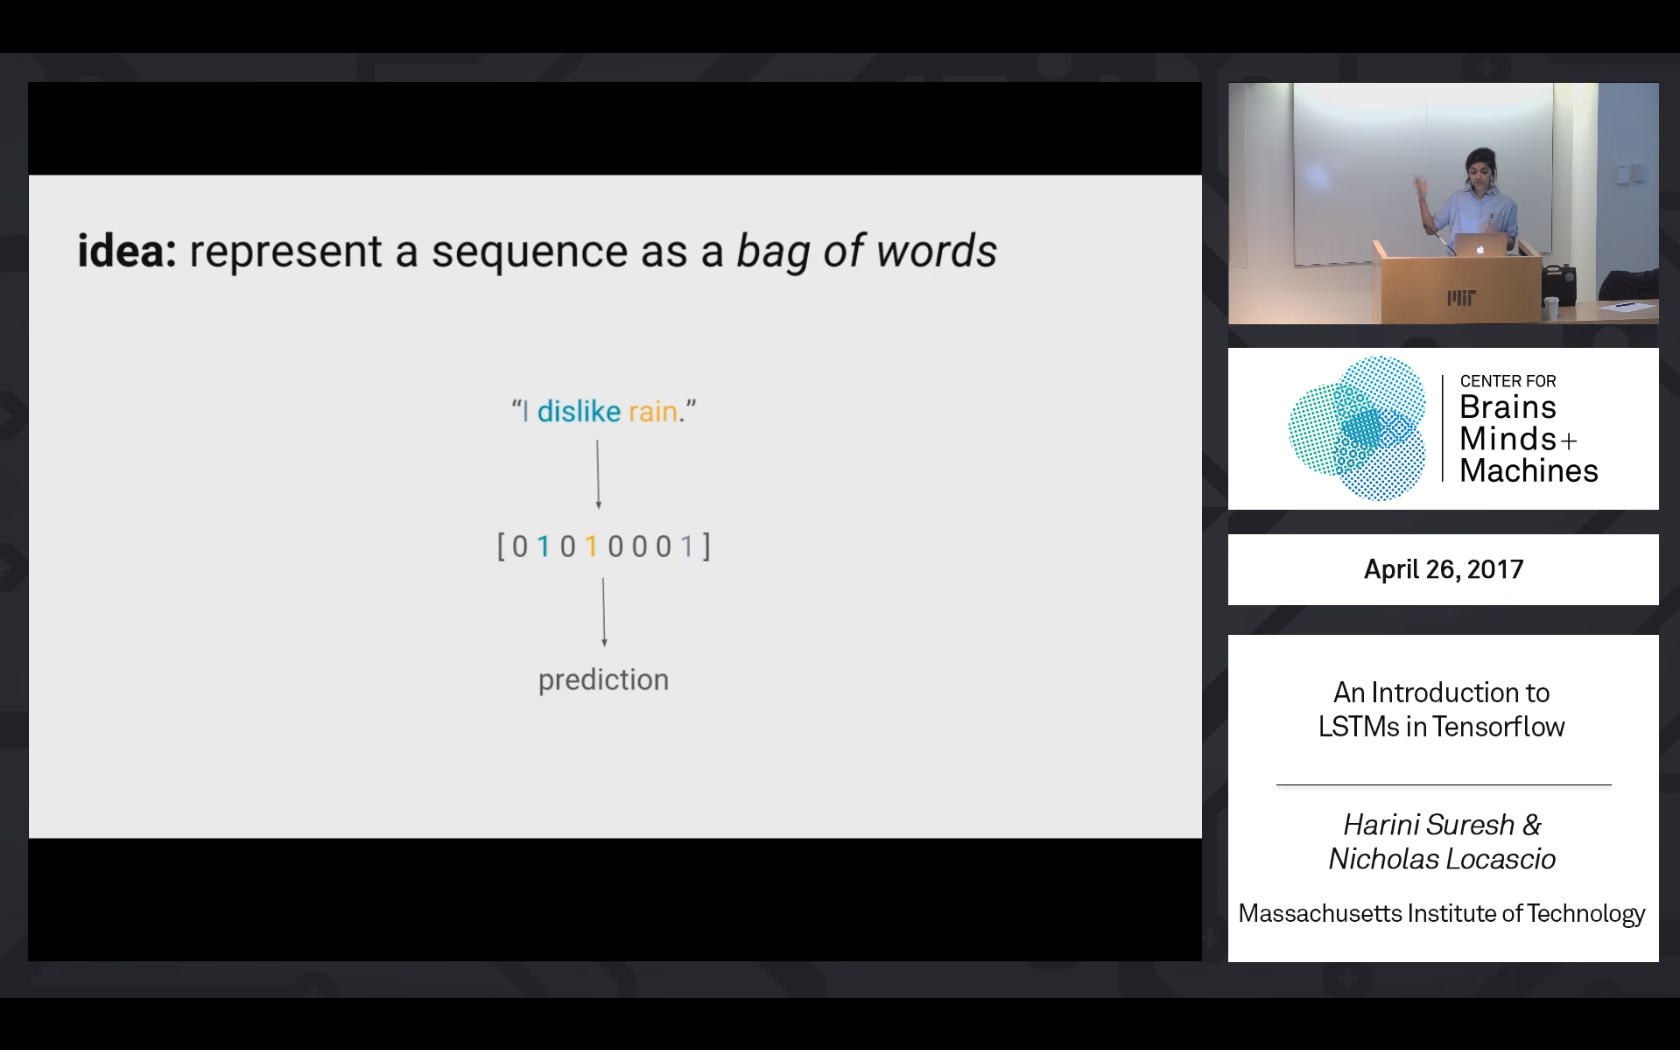 idea: represent a sequence as a bag of words
“I dislike rain.”
[ 0 1 0 1 0 0 0 1 ]
prediction
MIT
CENTER FOR
Brains
Minds+
Machines
April 26, 2017
An Introduction to
LSTMs in Tensorflow
Harini Suresh &
Nicholas Locascio
Massachusetts Institute of Technology